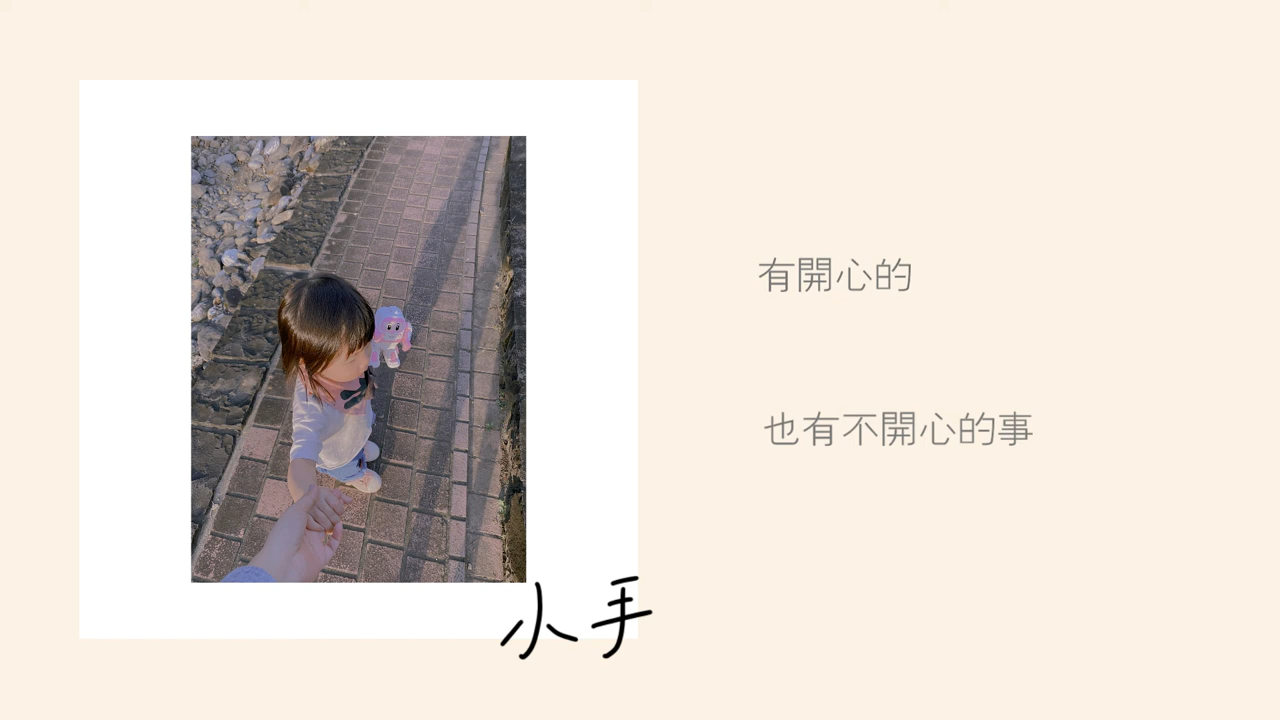 有開心的
也有不開心的事
小手